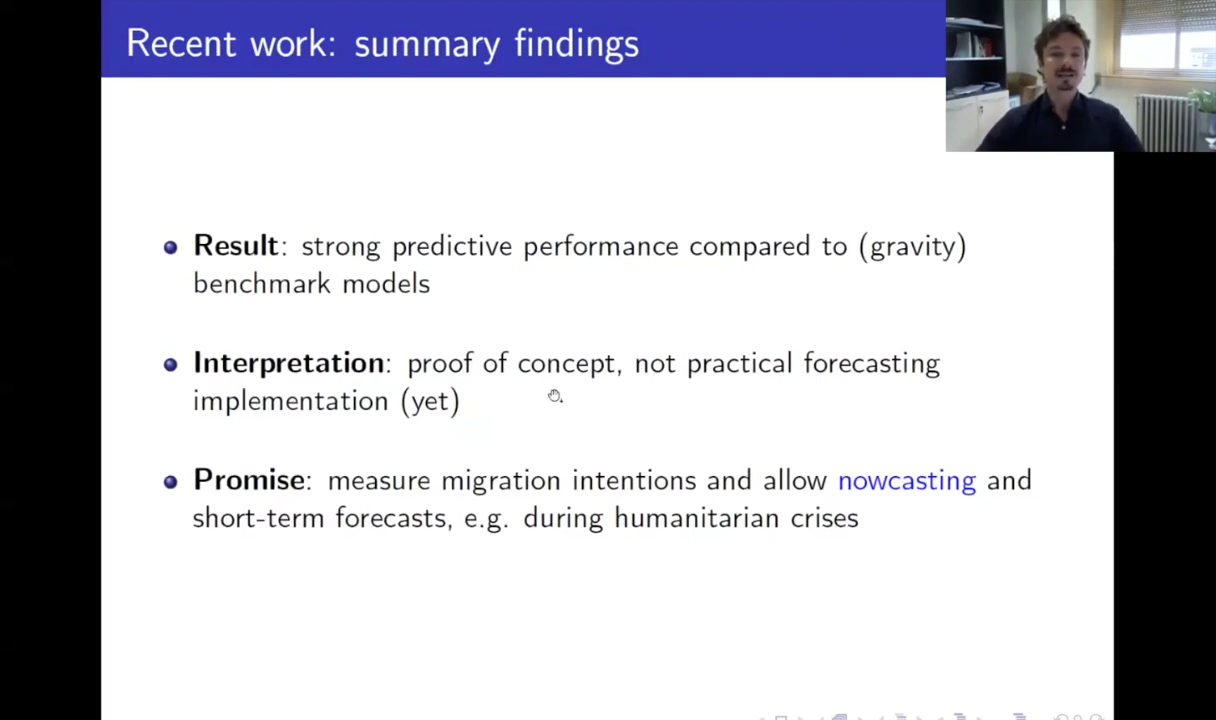 Recent work: summary findings
Result: strong predictive performance compared to (gravity)
benchmark models
Interpretation: proof of concept, not practical forecasting
implementation (yet)
Promise: measure migration intentions and allow nowcasting and
short-term forecasts, e.g. during humanitarian crises